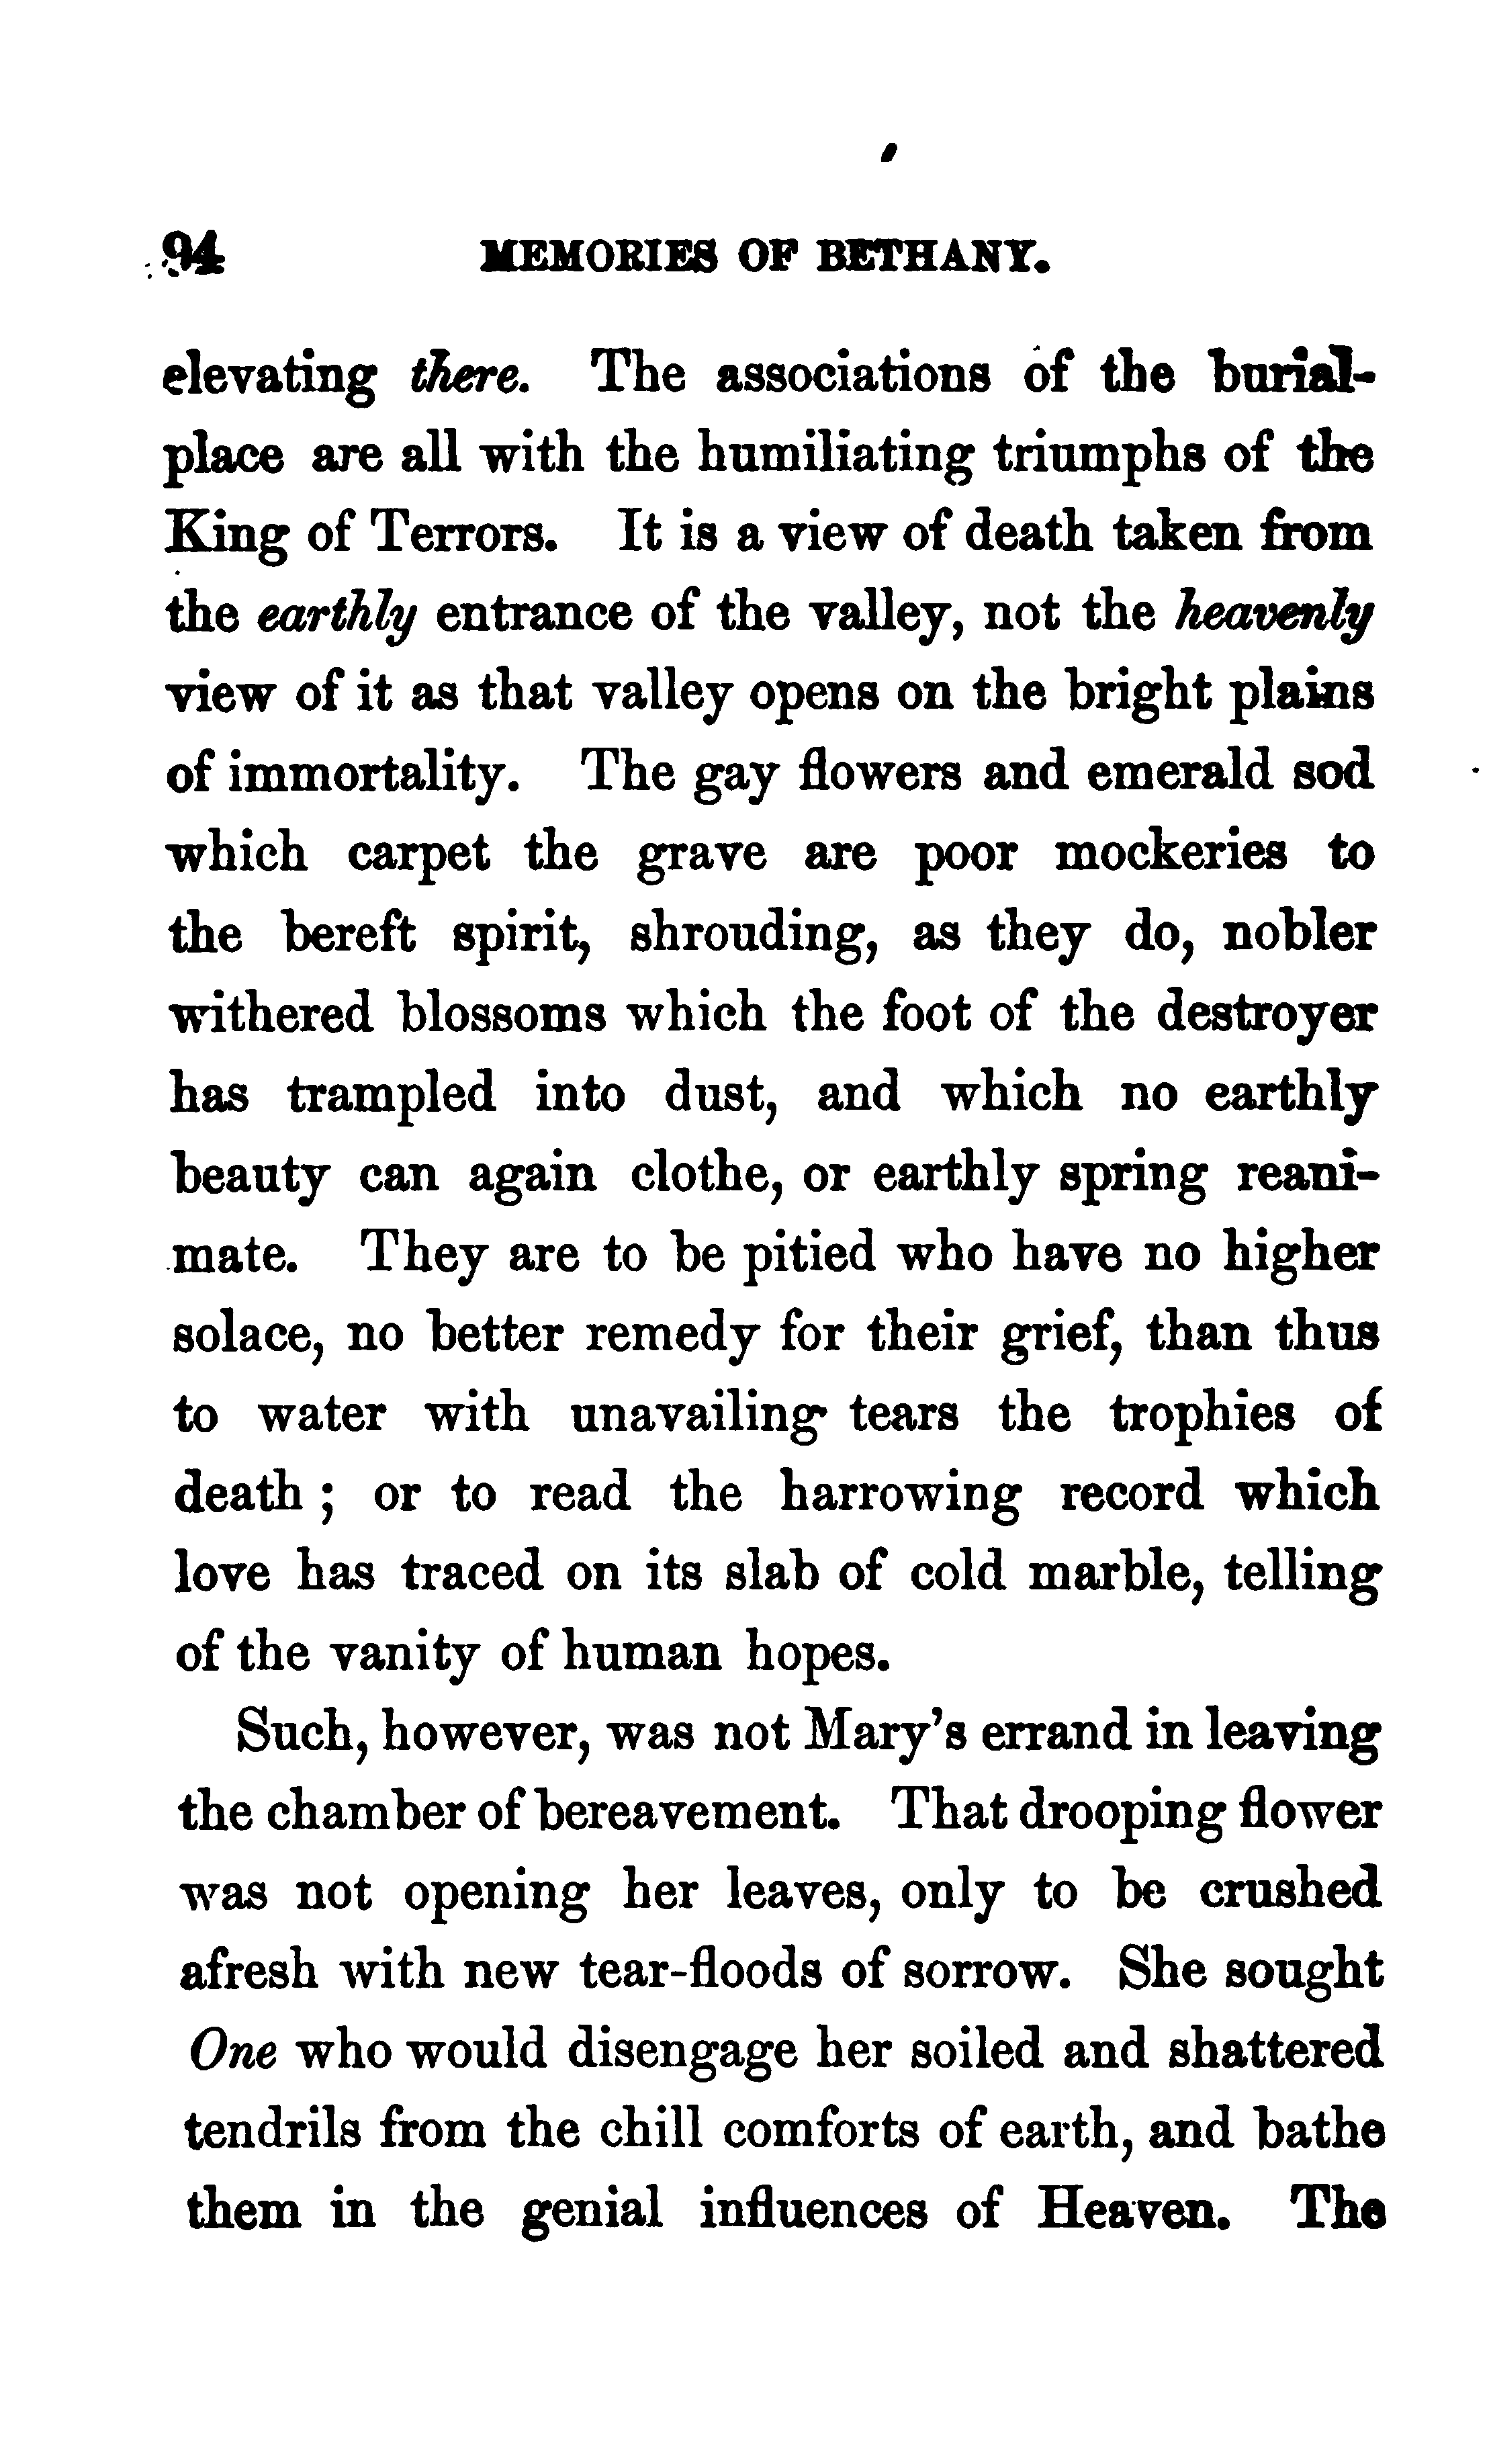 94 MEMORIES OF BETHANY.
elevating there. The associations of the burial-
place are all with the humiliating triumphs of the
King of Terrors. It is a view of death taken from
the earthly entrance of the valley, not the heavenly
view of it as that valley opens on the bright plains
of immortality. The gay flowers and emerald sod
which carpet the grave are poor mockeries to
the bereft spirit, shrouding, as they do, nobler
withered blossoms which the foot of the destroyer
has trampled into dust, and which no earthly
beauty can again clothe, or earthly spring reani-
mate. They are to be pitied who have no higher
solace, no better remedy for their grief, than thus
to water with unavailing tears the trophies of
death ; or to read the harrowing record which
love has traced on its slab of cold marble, telling
of the vanity of human hopes.
Such, however, was not Mary's errand in leaving
the chamber of bereavement. That drooping flower
was not opening her leaves, only to be crushed
afresh with new tear-floods of sorrow. She sought
One who would disengage her soiled and shattered
tendrils from the chill comforts of earth, and bathe
them in the genial influences of Heaven. The